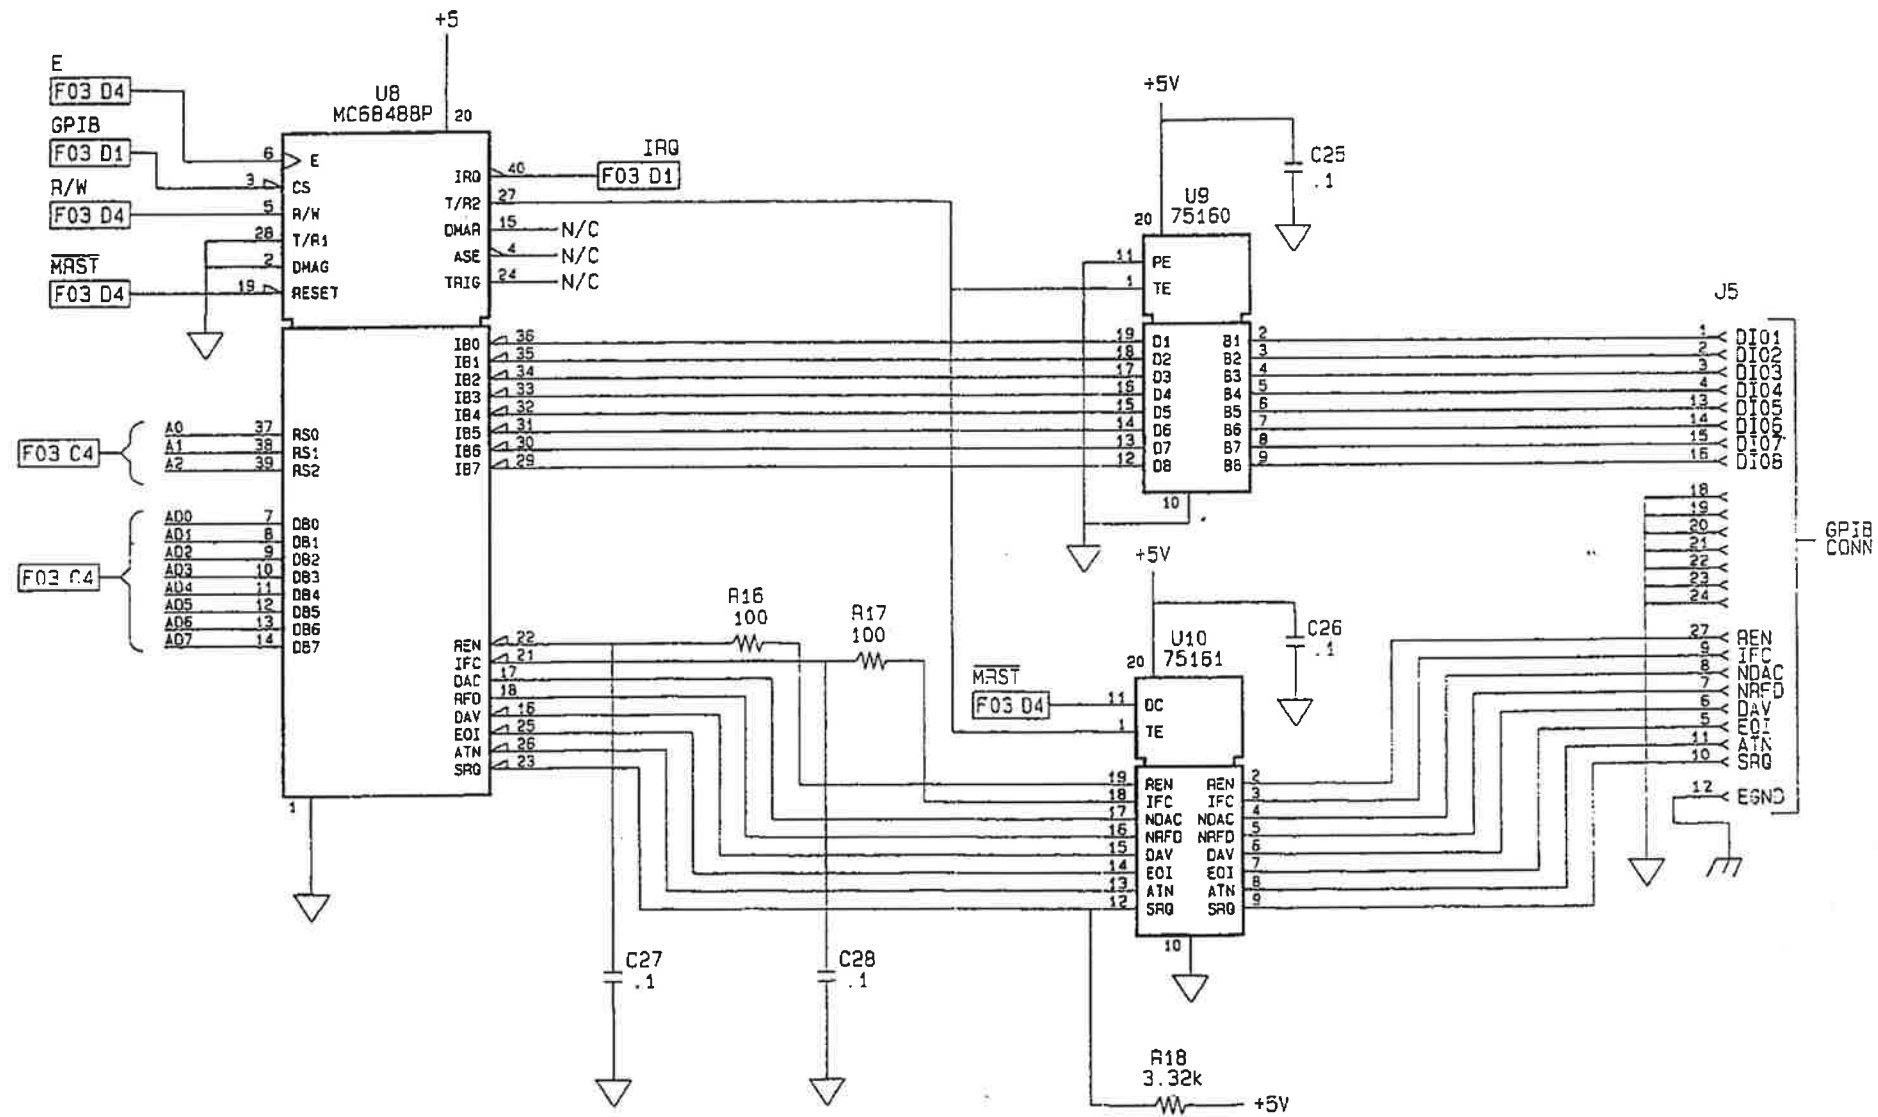 +5
E
F03 D4
GPIB
F03 D1
R/W
F03 D4
MRST
F03 D4
U8
MC68488P
20
6 E
3 CS
5 R/W
28 T/R1
2 DMAG
19 RESET
IRQ 40
T/R2 27
DMAR 15 N/C
ASE 4 N/C
TRIG 24 N/C
IRQ
F03 D1
IB0 36
IB1 35
IB2 34
IB3 33
IB4 32
IB5 31
IB6 30
IB7 29
F03 C4
A0 37 RS0
A1 38 RS1
A2 39 RS2
F03 C4
AD0 7 DB0
AD1 8 DB1
AD2 9 DB2
AD3 10 DB3
AD4 11 DB4
AD5 12 DB5
AD6 13 DB6
AD7 14 DB7
REN 22
IFC 21
DAC 17
RFD 18
DAV 16
EOI 25
ATN 26
SRQ 23
1
R16
100
R17
100
C27
.1
C28
.1
+5V
C25
.1
U9
75160
20
11 PE
1 TE
19 D1 B1 2
18 D2 B2 3
17 D3 B3 4
16 D4 B4 5
15 D5 B5 6
14 D6 B6 7
13 D7 B7 8
12 D8 B8 9
10
+5V
C26
.1
U10
75161
20
MRST
F03 D4
11 DC
1 TE
19 REN REN 2
18 IFC IFC 3
17 NDAC NDAC 4
16 NRFD NRFD 5
15 DAV DAV 6
14 EOI EOI 7
13 ATN ATN 8
12 SRQ SRQ 9
10
R18
3.32k
+5V
J5
1 DIO1
2 DIO2
3 DIO3
4 DIO4
13 DIO5
14 DIO6
15 DIO7
16 DIO8
18
19
20
21
22
23
24
GPIB
CONN
27 REN
9 IFC
8 NDAC
7 NRFD
6 DAV
5 EOI
11 ATN
10 SRQ
12 EGND